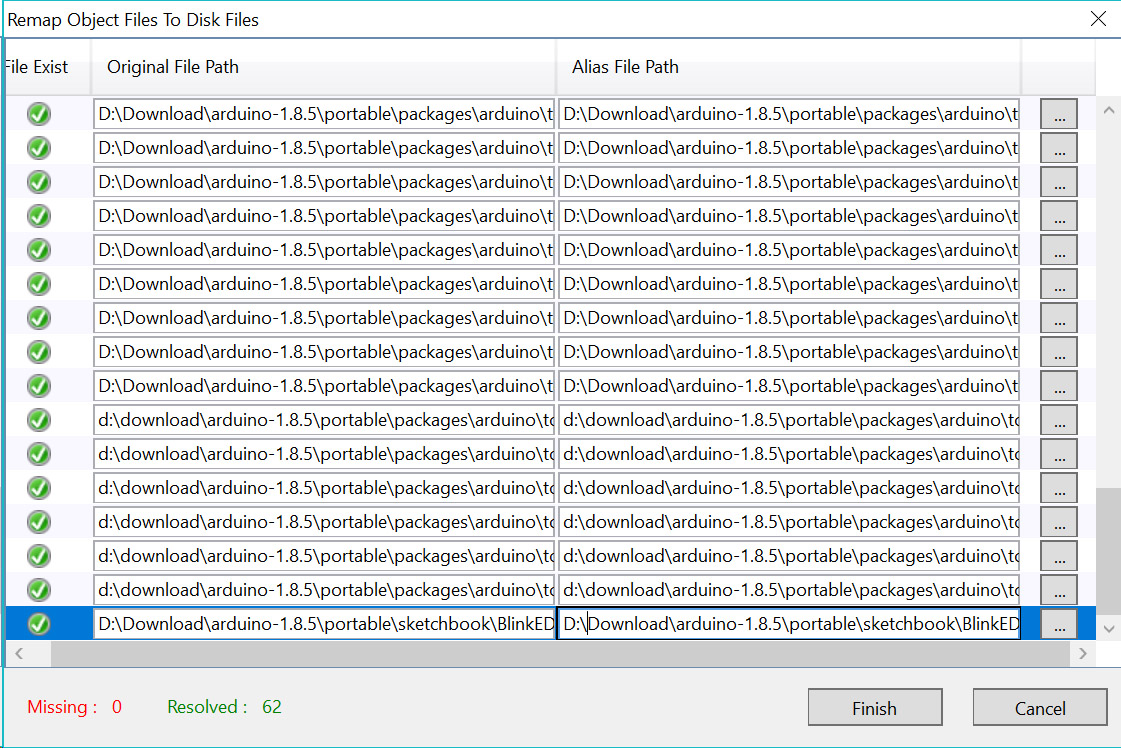 Remap Object Files To Disk Files
File Exist Original File Path Alias File Path
D:\Download\arduino-1.8.5\portable\packages\arduino\t D:\Download\arduino-1.8.5\portable\packages\arduino\t ...
D:\Download\arduino-1.8.5\portable\packages\arduino\t D:\Download\arduino-1.8.5\portable\packages\arduino\t ...
D:\Download\arduino-1.8.5\portable\packages\arduino\t D:\Download\arduino-1.8.5\portable\packages\arduino\t ...
D:\Download\arduino-1.8.5\portable\packages\arduino\t D:\Download\arduino-1.8.5\portable\packages\arduino\t ...
D:\Download\arduino-1.8.5\portable\packages\arduino\t D:\Download\arduino-1.8.5\portable\packages\arduino\t ...
D:\Download\arduino-1.8.5\portable\packages\arduino\t D:\Download\arduino-1.8.5\portable\packages\arduino\t ...
D:\Download\arduino-1.8.5\portable\packages\arduino\t D:\Download\arduino-1.8.5\portable\packages\arduino\t ...
D:\Download\arduino-1.8.5\portable\packages\arduino\t D:\Download\arduino-1.8.5\portable\packages\arduino\t ...
D:\Download\arduino-1.8.5\portable\packages\arduino\t D:\Download\arduino-1.8.5\portable\packages\arduino\t ...
d:\download\arduino-1.8.5\portable\packages\arduino\to d:\download\arduino-1.8.5\portable\packages\arduino\to ...
d:\download\arduino-1.8.5\portable\packages\arduino\to d:\download\arduino-1.8.5\portable\packages\arduino\to ...
d:\download\arduino-1.8.5\portable\packages\arduino\to d:\download\arduino-1.8.5\portable\packages\arduino\to ...
d:\download\arduino-1.8.5\portable\packages\arduino\to d:\download\arduino-1.8.5\portable\packages\arduino\to ...
d:\download\arduino-1.8.5\portable\packages\arduino\to d:\download\arduino-1.8.5\portable\packages\arduino\to ...
d:\download\arduino-1.8.5\portable\packages\arduino\to d:\download\arduino-1.8.5\portable\packages\arduino\to ...
D:\Download\arduino-1.8.5\portable\sketchbook\BlinkED D:\Download\arduino-1.8.5\portable\sketchbook\BlinkED ...
Missing : 0 Resolved : 62 Finish Cancel